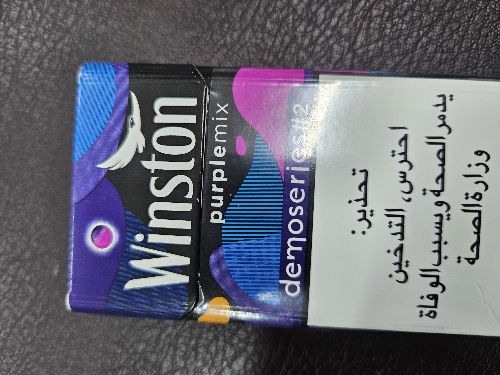 Winston
purplemix
demoseries#2
تحذير:
احترس، التدخين
يدمر الصحة ويسبب الوفاة
وزارة الصحة